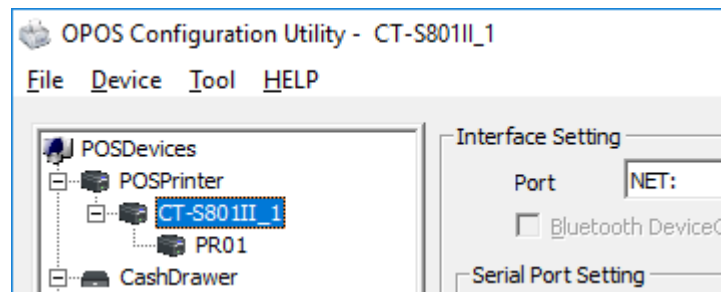 OPOS Configuration Utility - CT-S801II_1
File Device Tool HELP
POSDevices
POSPrinter
CT-S801II_1
PR01
CashDrawer
Interface Setting
Port NET:
Bluetooth Device
Serial Port Setting